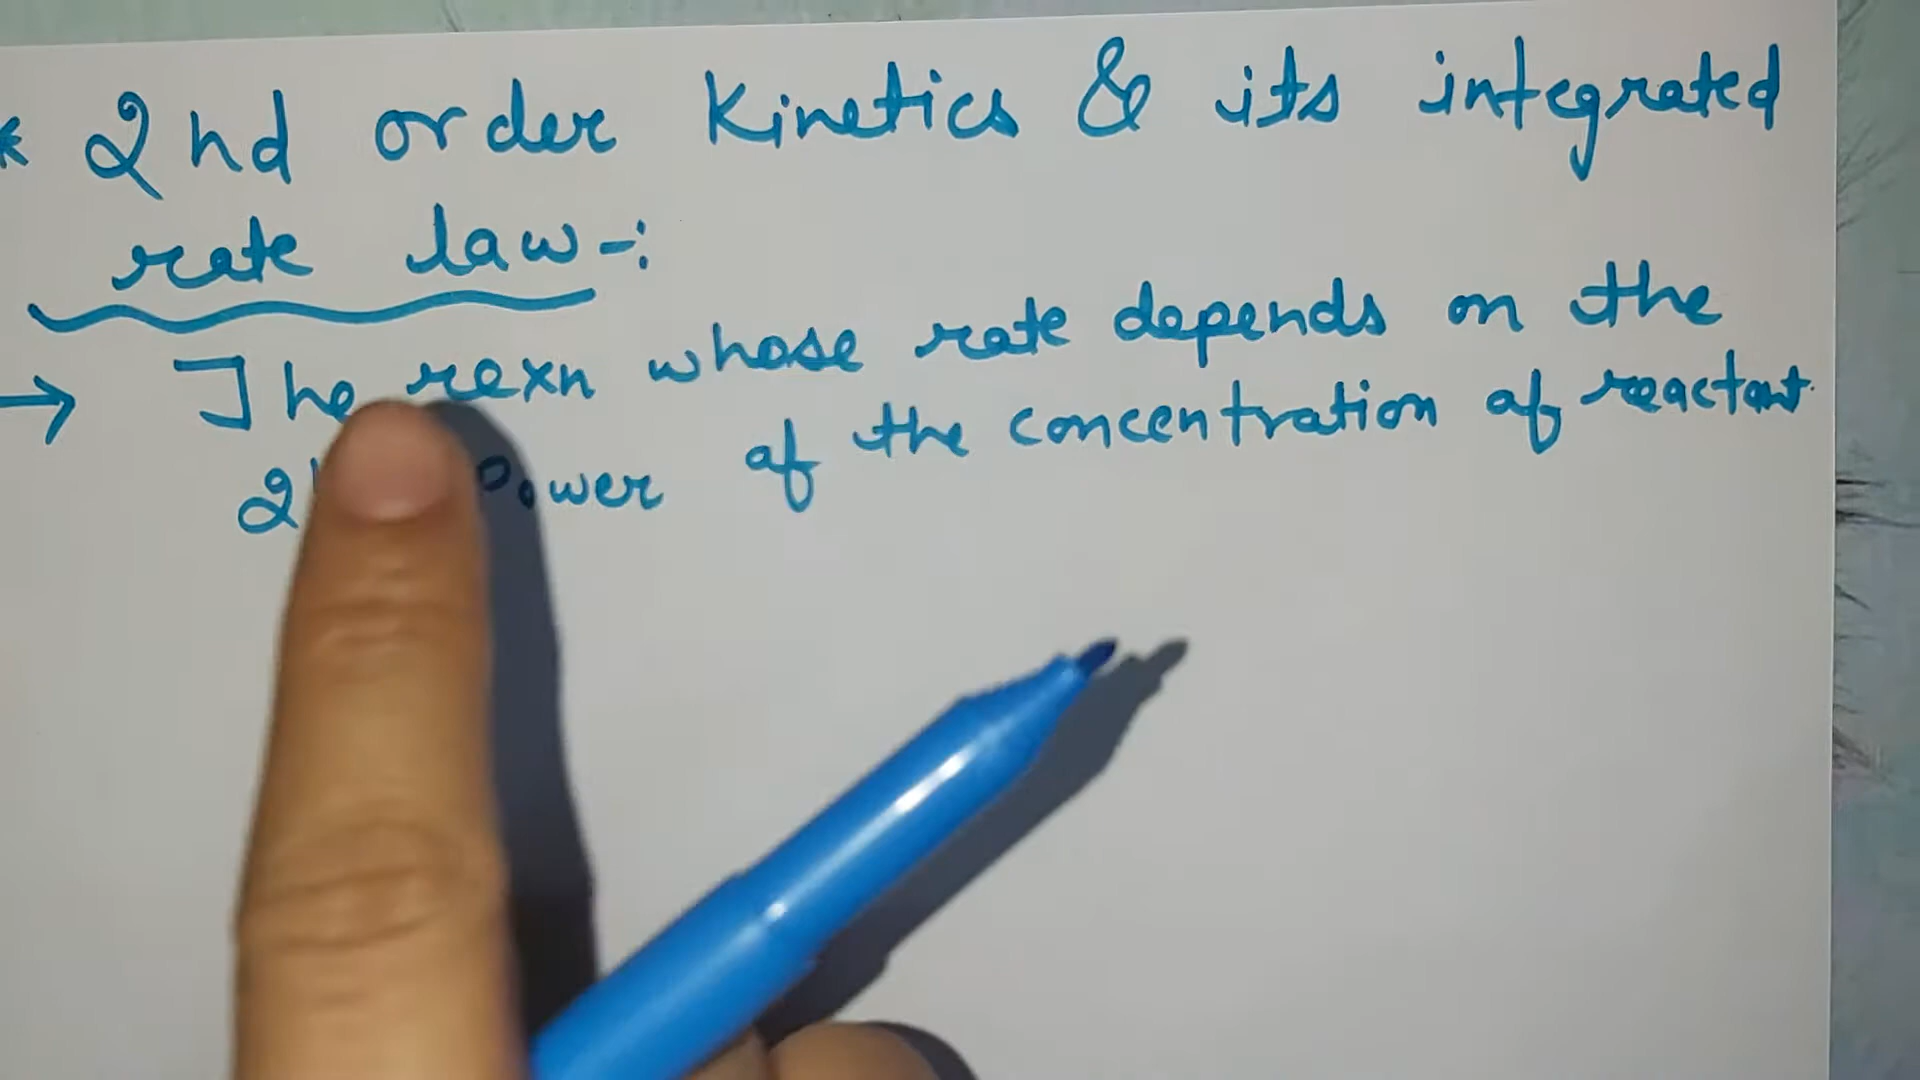 * 2nd order Kinetics & its integrated
rate law-:
→ The rexn whose rate depends on the
power of the concentration of reactant.